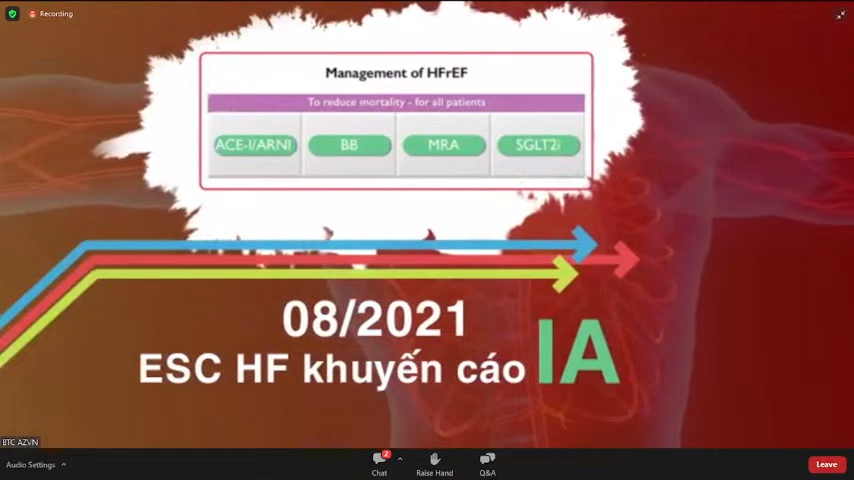 Recording
Management of HFrEF
To reduce mortality - for all patients
ACE-I/ARNI BB MRA SGLT2i
08/2021
ESC HF khuyến cáo IA
BTC AZVN
Audio Settings
2
Chat Raise Hand Q&A Leave